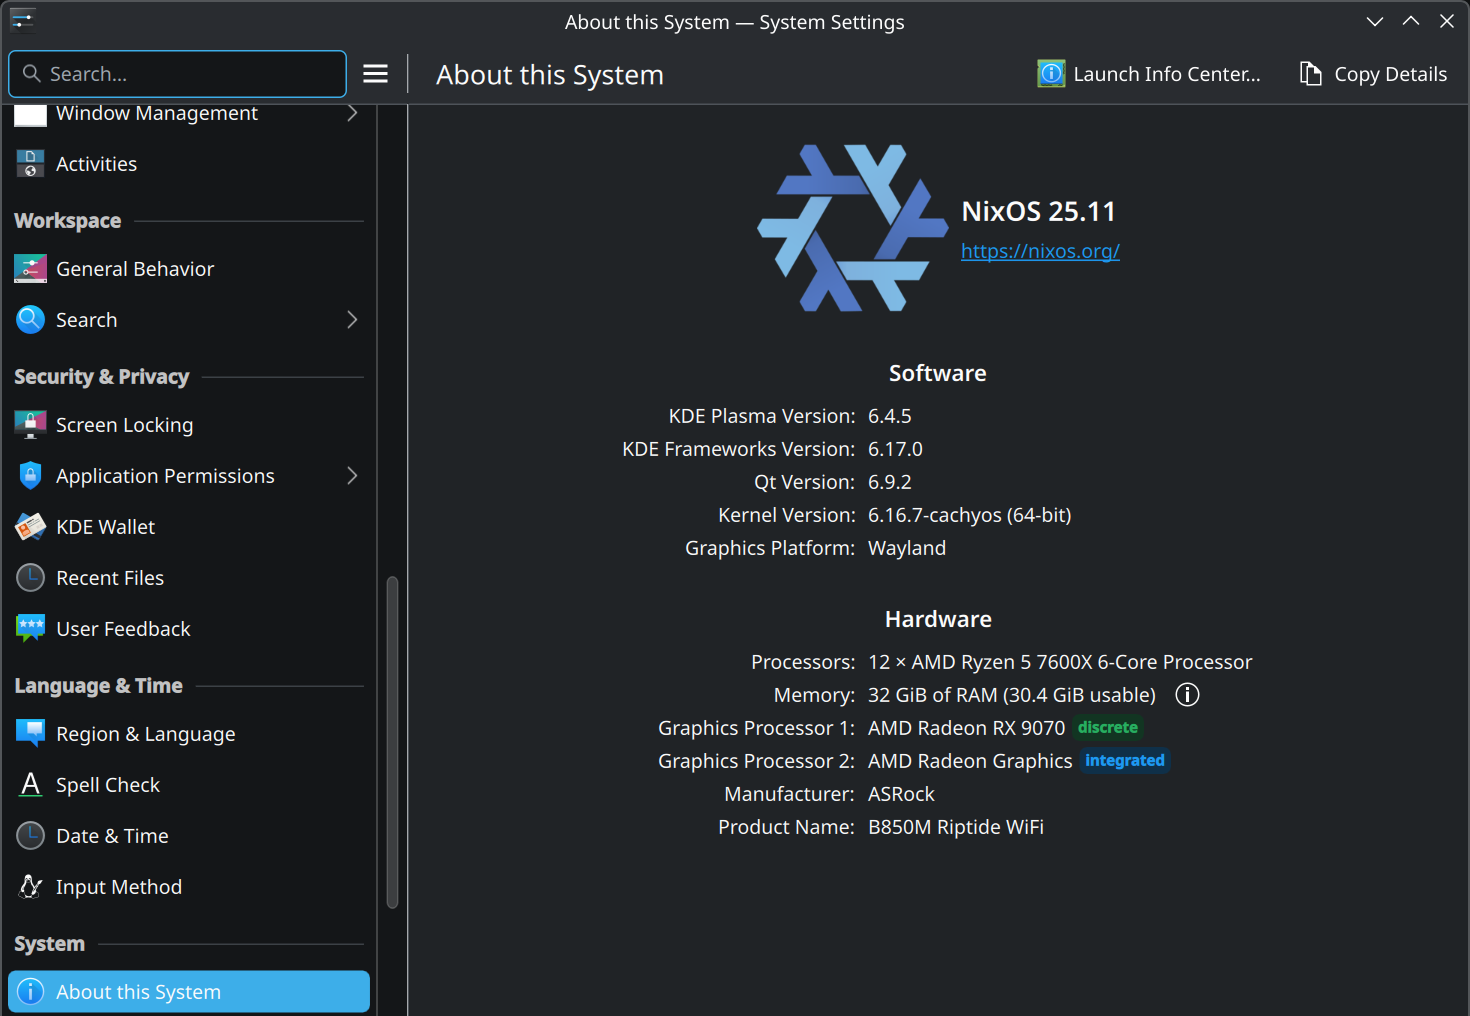 About this System — System Settings
Search...
About this System
Launch Info Center...
Copy Details
Window Management
Activities
Workspace
General Behavior
Search
Security & Privacy
Screen Locking
Application Permissions
KDE Wallet
Recent Files
User Feedback
Language & Time
Region & Language
Spell Check
Date & Time
Input Method
System
About this System
NixOS 25.11
https://nixos.org/
Software
KDE Plasma Version: 6.4.5
KDE Frameworks Version: 6.17.0
Qt Version: 6.9.2
Kernel Version: 6.16.7-cachyos (64-bit)
Graphics Platform: Wayland
Hardware
Processors: 12 × AMD Ryzen 5 7600X 6-Core Processor
Memory: 32 GiB of RAM (30.4 GiB usable)
Graphics Processor 1: AMD Radeon RX 9070 discrete
Graphics Processor 2: AMD Radeon Graphics integrated
Manufacturer: ASRock
Product Name: B850M Riptide WiFi